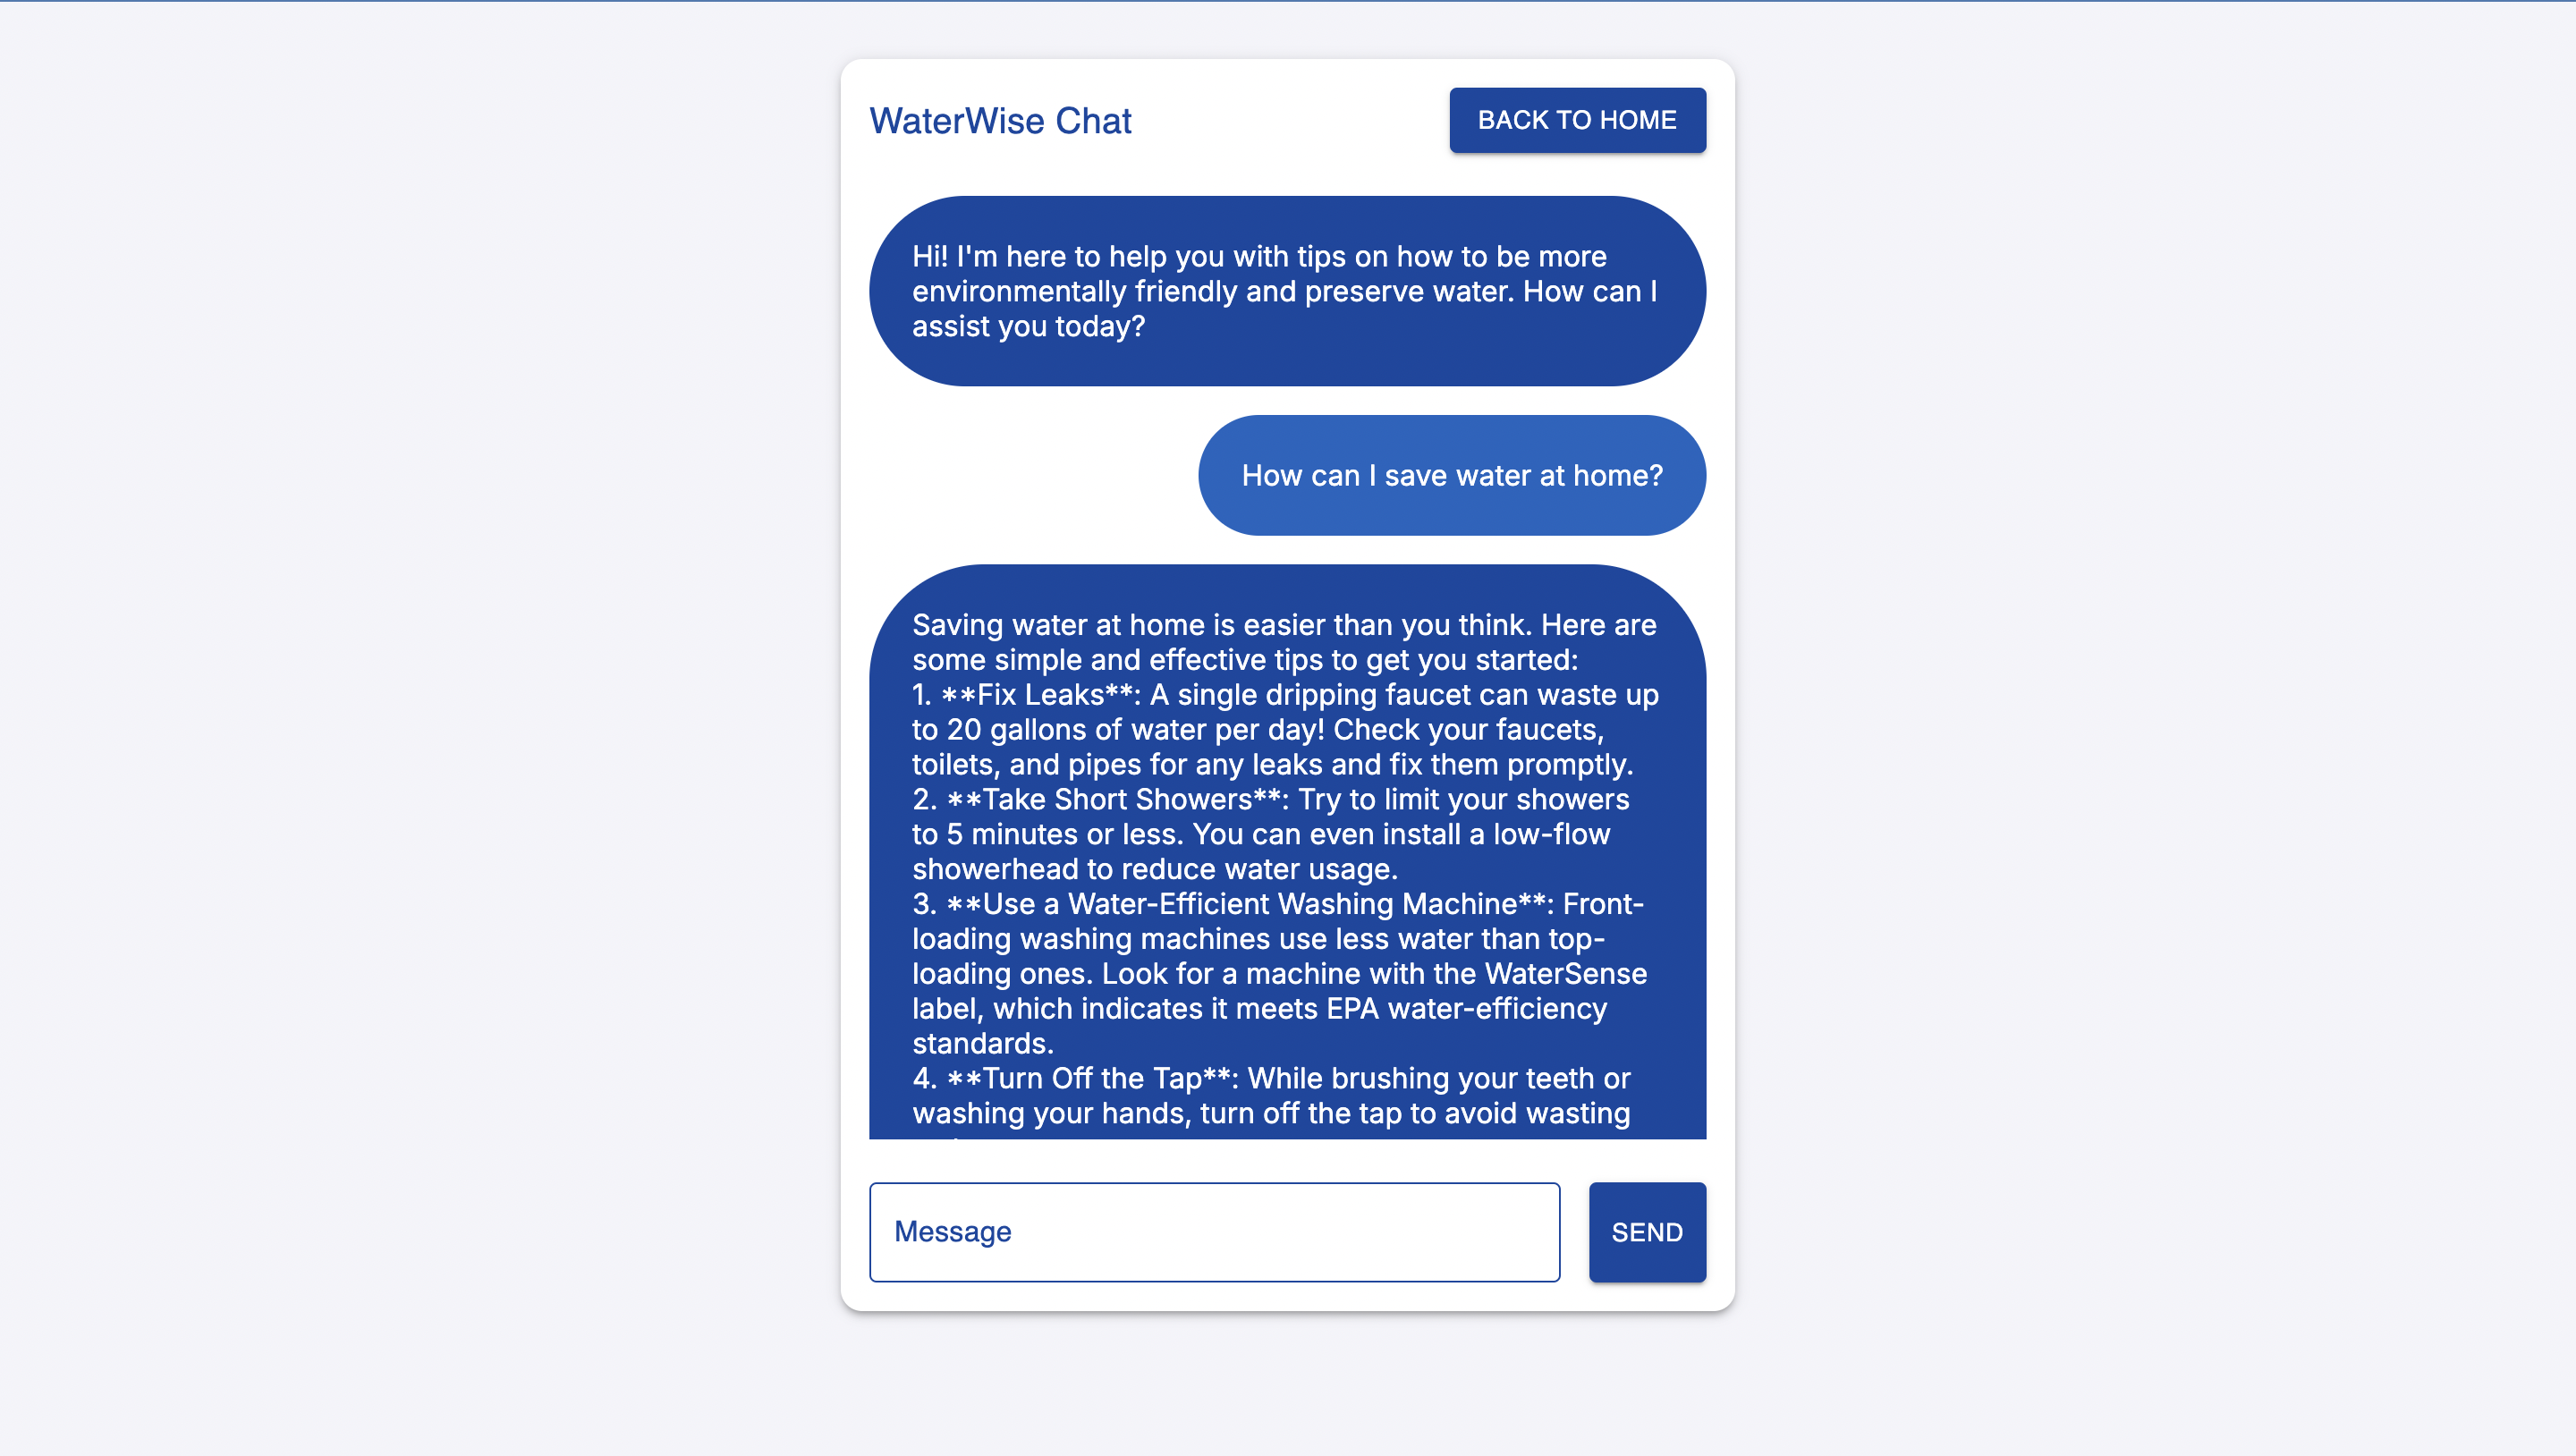 WaterWise Chat
BACK TO HOME
Hi! I'm here to help you with tips on how to be more
environmentally friendly and preserve water. How can I
assist you today?
How can I save water at home?
Saving water at home is easier than you think. Here are
some simple and effective tips to get you started:
1. **Fix Leaks**: A single dripping faucet can waste up
to 20 gallons of water per day! Check your faucets,
toilets, and pipes for any leaks and fix them promptly.
2. **Take Short Showers**: Try to limit your showers
to 5 minutes or less. You can even install a low-flow
showerhead to reduce water usage.
3. **Use a Water-Efficient Washing Machine**: Front-
loading washing machines use less water than top-
loading ones. Look for a machine with the WaterSense
label, which indicates it meets EPA water-efficiency
standards.
4. **Turn Off the Tap**: While brushing your teeth or
washing your hands, turn off the tap to avoid wasting
Message
SEND